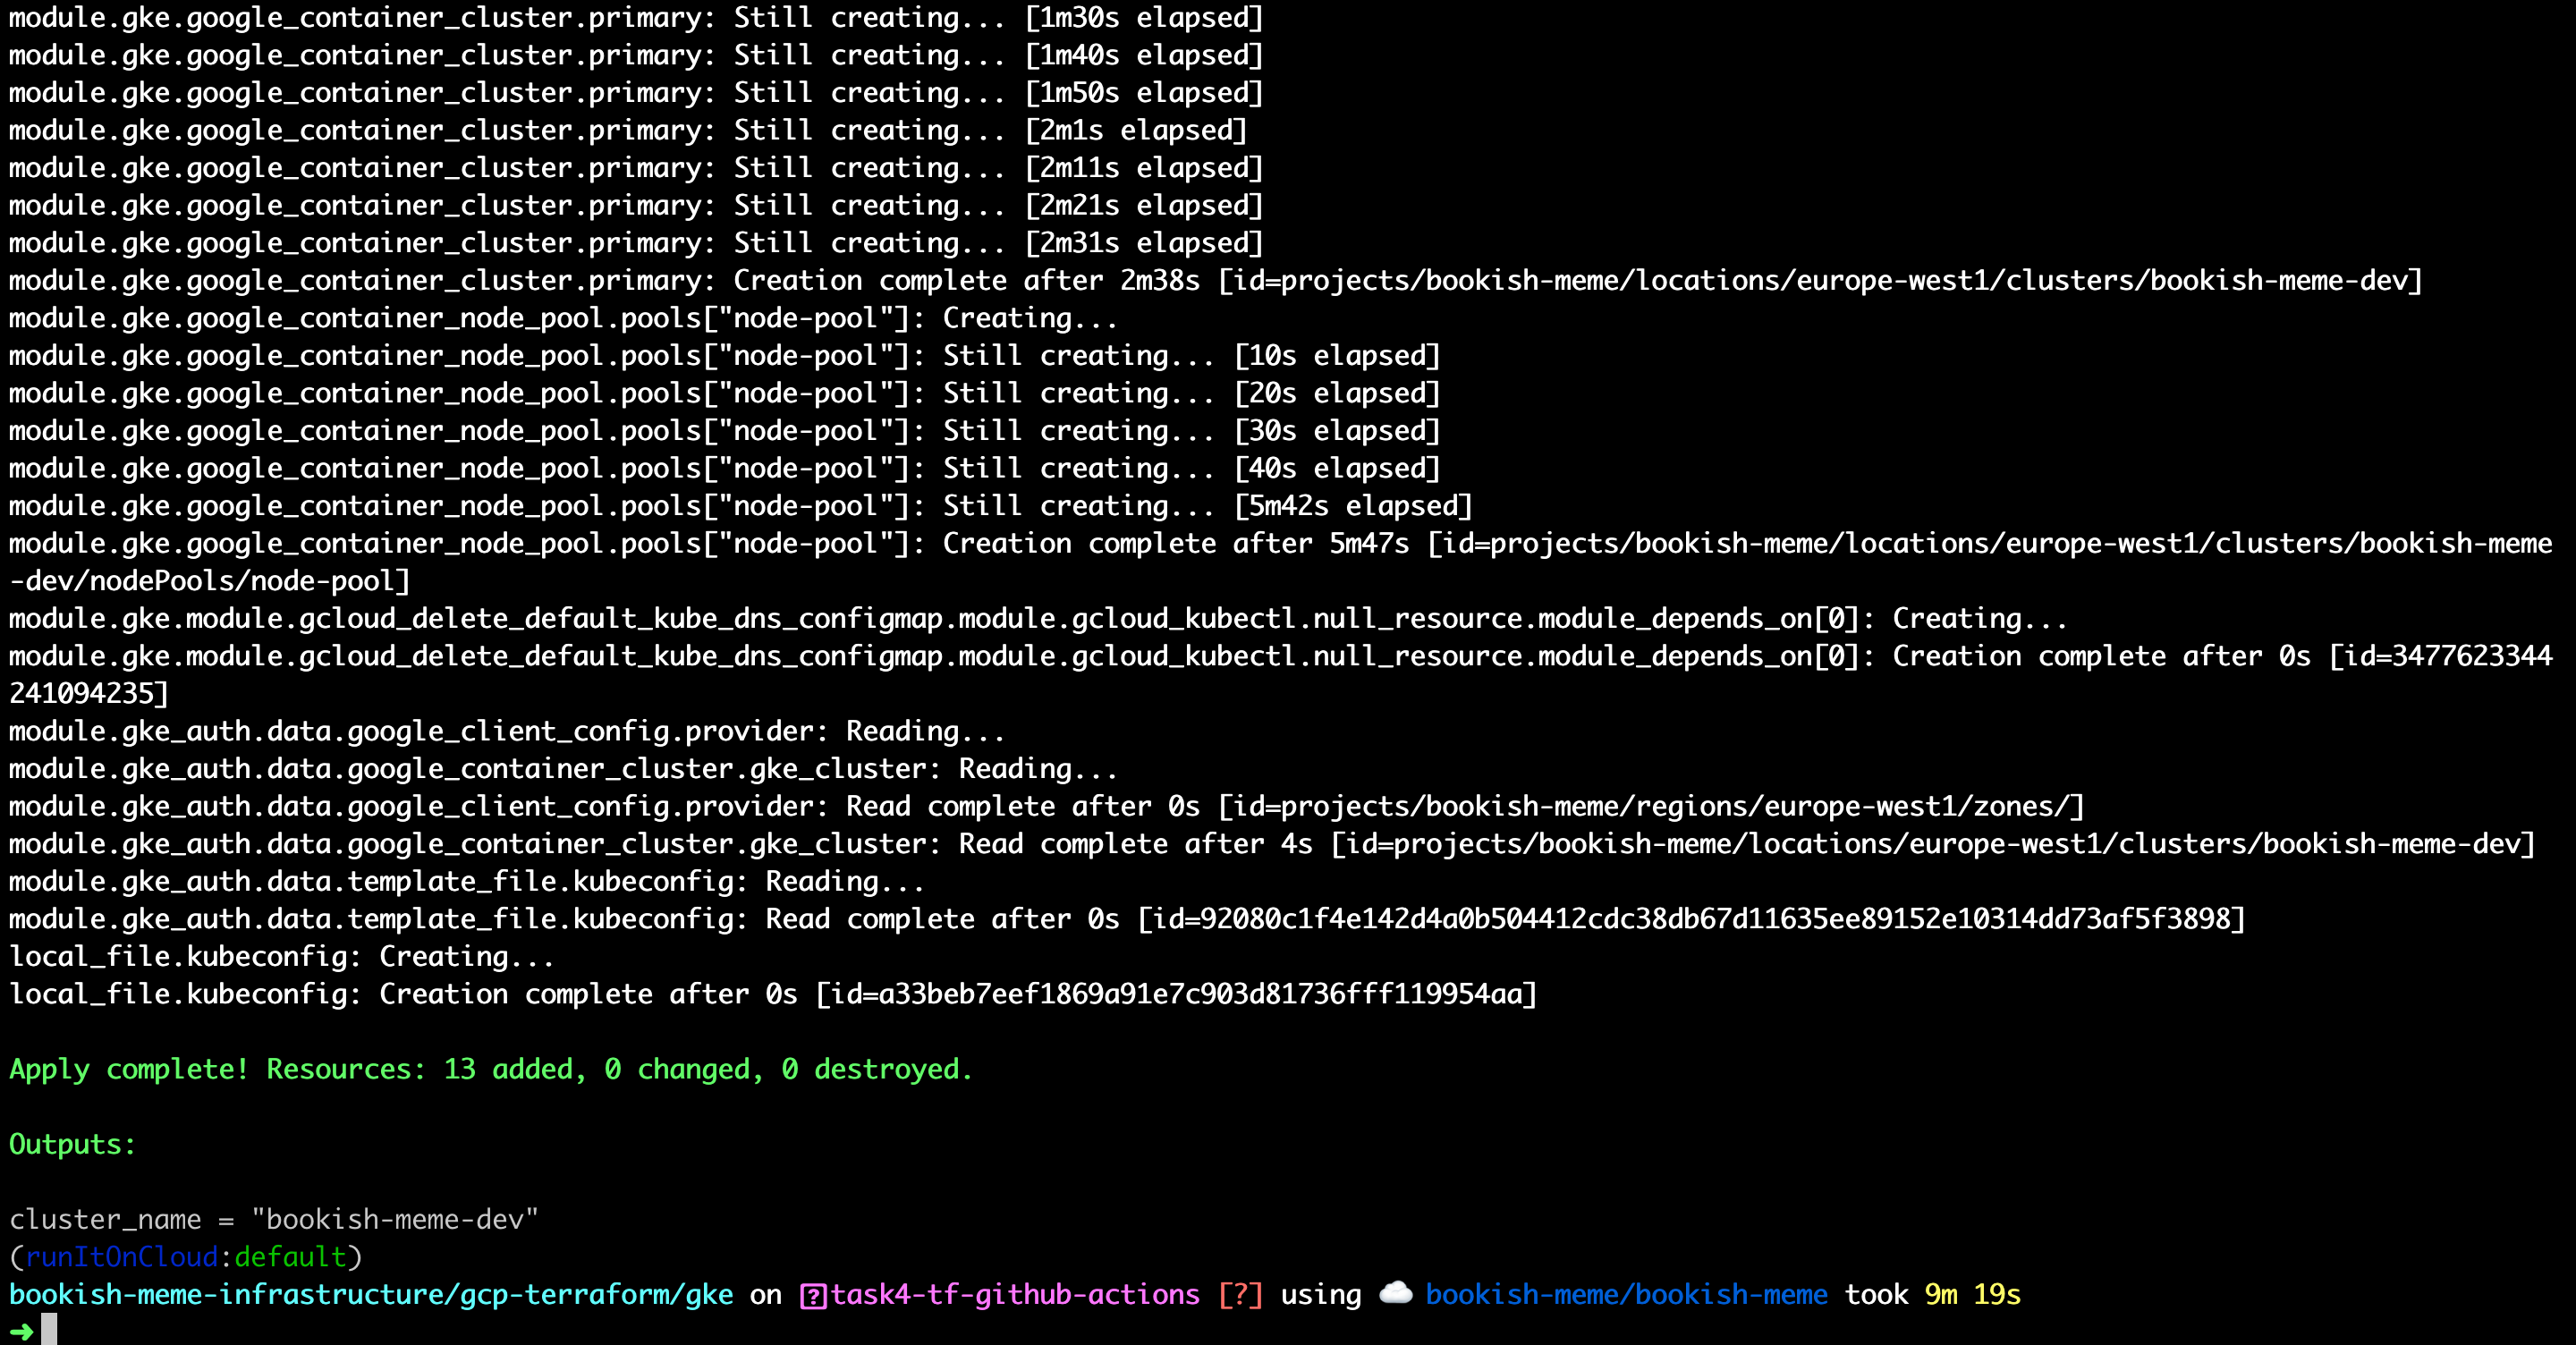 module.gke.google_container_cluster.primary: Still creating... [1m30s elapsed]
module.gke.google_container_cluster.primary: Still creating... [1m40s elapsed]
module.gke.google_container_cluster.primary: Still creating... [1m50s elapsed]
module.gke.google_container_cluster.primary: Still creating... [2m1s elapsed]
module.gke.google_container_cluster.primary: Still creating... [2m11s elapsed]
module.gke.google_container_cluster.primary: Still creating... [2m21s elapsed]
module.gke.google_container_cluster.primary: Still creating... [2m31s elapsed]
module.gke.google_container_cluster.primary: Creation complete after 2m38s [id=projects/bookish-meme/locations/europe-west1/clusters/bookish-meme-dev]
module.gke.google_container_node_pool.pools["node-pool"]: Creating...
module.gke.google_container_node_pool.pools["node-pool"]: Still creating... [10s elapsed]
module.gke.google_container_node_pool.pools["node-pool"]: Still creating... [20s elapsed]
module.gke.google_container_node_pool.pools["node-pool"]: Still creating... [30s elapsed]
module.gke.google_container_node_pool.pools["node-pool"]: Still creating... [40s elapsed]
module.gke.google_container_node_pool.pools["node-pool"]: Still creating... [5m42s elapsed]
module.gke.google_container_node_pool.pools["node-pool"]: Creation complete after 5m47s [id=projects/bookish-meme/locations/europe-west1/clusters/bookish-meme
-dev/nodePools/node-pool]
module.gke.module.gcloud_delete_default_kube_dns_configmap.module.gcloud_kubectl.null_resource.module_depends_on[0]: Creating...
module.gke.module.gcloud_delete_default_kube_dns_configmap.module.gcloud_kubectl.null_resource.module_depends_on[0]: Creation complete after 0s [id=3477623344
241094235]
module.gke_auth.data.google_client_config.provider: Reading...
module.gke_auth.data.google_container_cluster.gke_cluster: Reading...
module.gke_auth.data.google_client_config.provider: Read complete after 0s [id=projects/bookish-meme/regions/europe-west1/zones/]
module.gke_auth.data.google_container_cluster.gke_cluster: Read complete after 4s [id=projects/bookish-meme/locations/europe-west1/clusters/bookish-meme-dev]
module.gke_auth.data.template_file.kubeconfig: Reading...
module.gke_auth.data.template_file.kubeconfig: Read complete after 0s [id=92080c1f4e142d4a0b504412cdc38db67d11635ee89152e10314dd73af5f3898]
local_file.kubeconfig: Creating...
local_file.kubeconfig: Creation complete after 0s [id=a33beb7eef1869a91e7c903d81736fff119954aa]
Apply complete! Resources: 13 added, 0 changed, 0 destroyed.
Outputs:
cluster_name = "bookish-meme-dev"
(runItOnCloud:default)
bookish-meme-infrastructure/gcp-terraform/gke on [?]task4-tf-github-actions [?] using ☁️ bookish-meme/bookish-meme took 9m 19s
➜